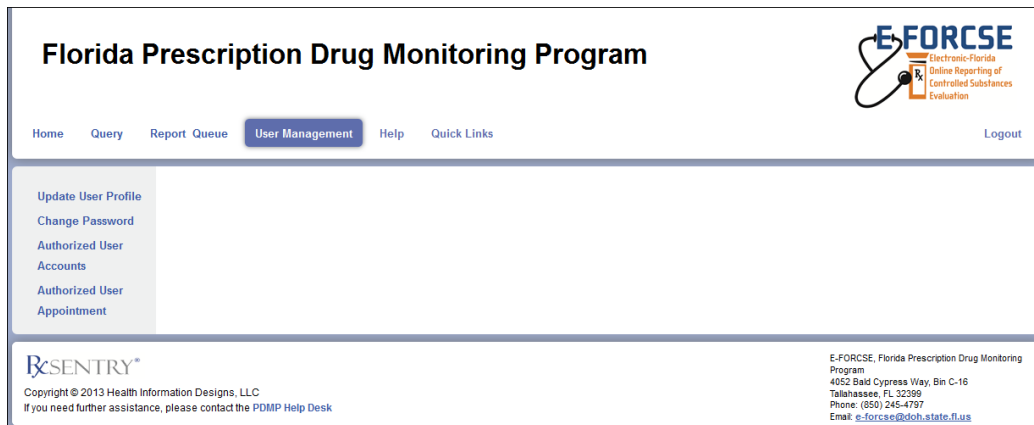 Florida Prescription Drug Monitoring Program
E-FORCSE
Electronic-Florida
Online Reporting of
Controlled Substances
Evaluation
Rx
Home Query Report Queue User Management Help Quick Links Logout
Update User Profile
Change Password
Authorized User
Accounts
Authorized User
Appointment
RxSENTRY®
Copyright © 2013 Health Information Designs, LLC
If you need further assistance, please contact the PDMP Help Desk
E-FORCSE, Florida Prescription Drug Monitoring
Program
4052 Bald Cypress Way, Bin C-16
Tallahassee, FL 32399
Phone: (850) 245-4797
Email: e-forcse@doh.state.fl.us